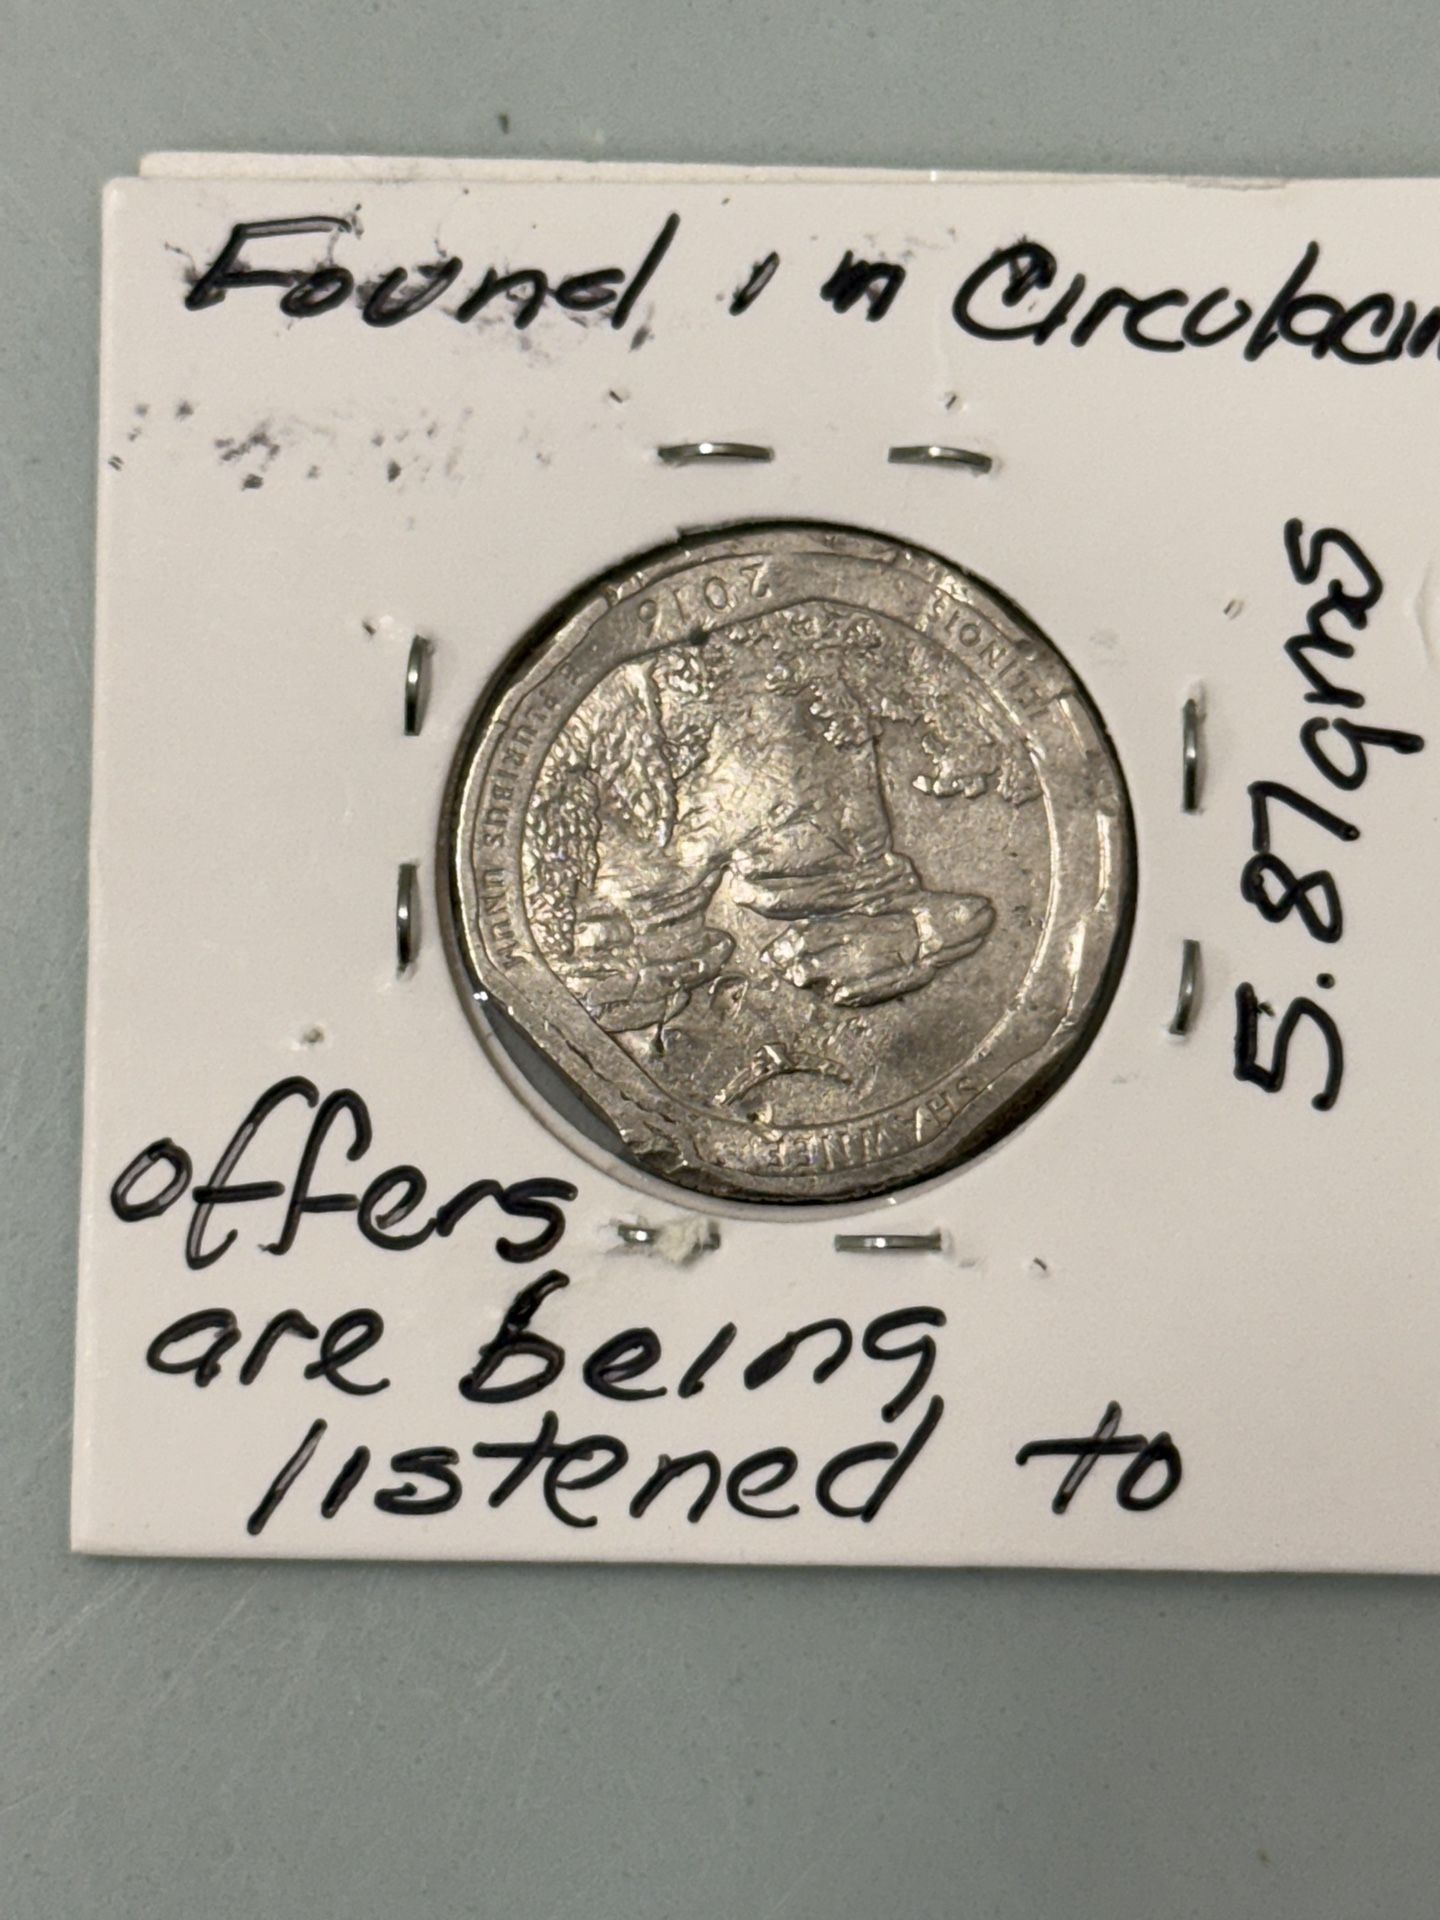 Found in Circulacin
5.87gms
2016
ILLINOIS
E PLURIBUS UNUM
SHAWNEE
offers
are being
listened to